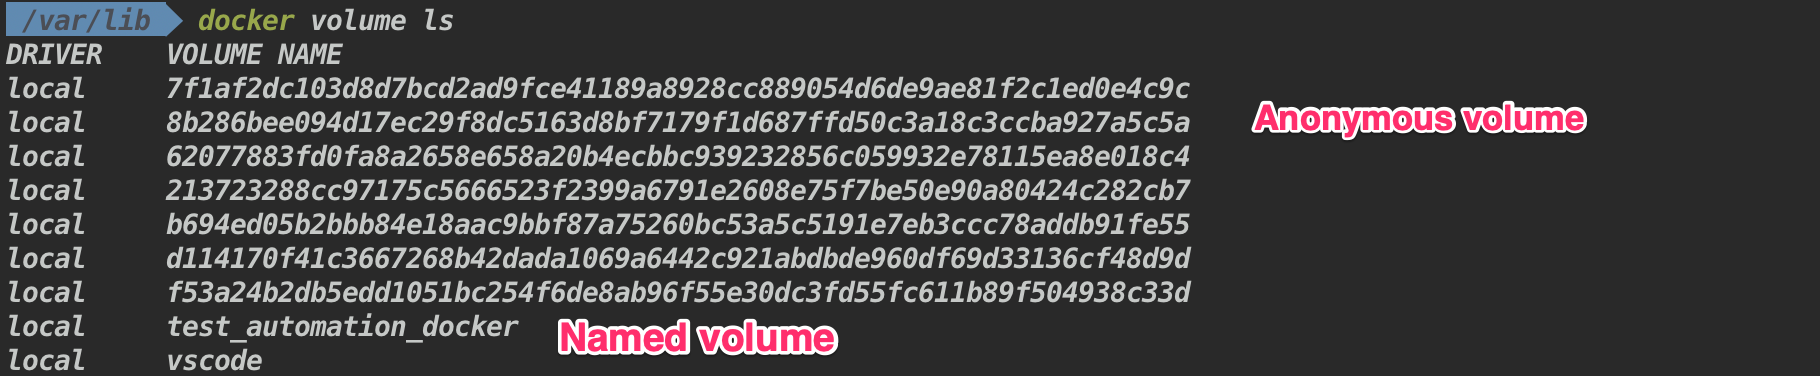 /var/lib docker volume ls
DRIVER VOLUME NAME
local 7f1af2dc103d8d7bcd2ad9fce41189a8928cc889054d6de9ae81f2c1ed0e4c9c
local 8b286bee094d17ec29f8dc5163d8bf7179f1d687ffd50c3a18c3ccba927a5c5a
Anonymous volume
local 62077883fd0fa8a2658e658a20b4ecbbc939232856c059932e78115ea8e018c4
local 213723288cc97175c5666523f2399a6791e2608e75f7be50e90a80424c282cb7
local b694ed05b2bbb84e18aac9bbf87a75260bc53a5c5191e7eb3ccc78addb91fe55
local d114170f41c3667268b42dada1069a6442c921abdbde960df69d33136cf48d9d
local f53a24b2db5edd1051bc254f6de8ab96f55e30dc3fd55fc611b89f504938c33d
local test_automation_docker
Named volume
local vscode